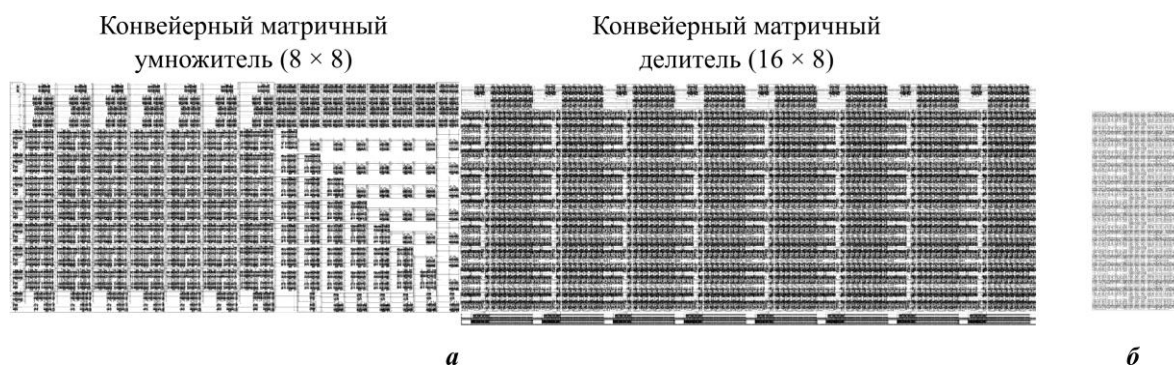 Конвейерный матричный
умножитель (8 × 8)
Конвейерный матричный
делитель (16 × 8)
а
б